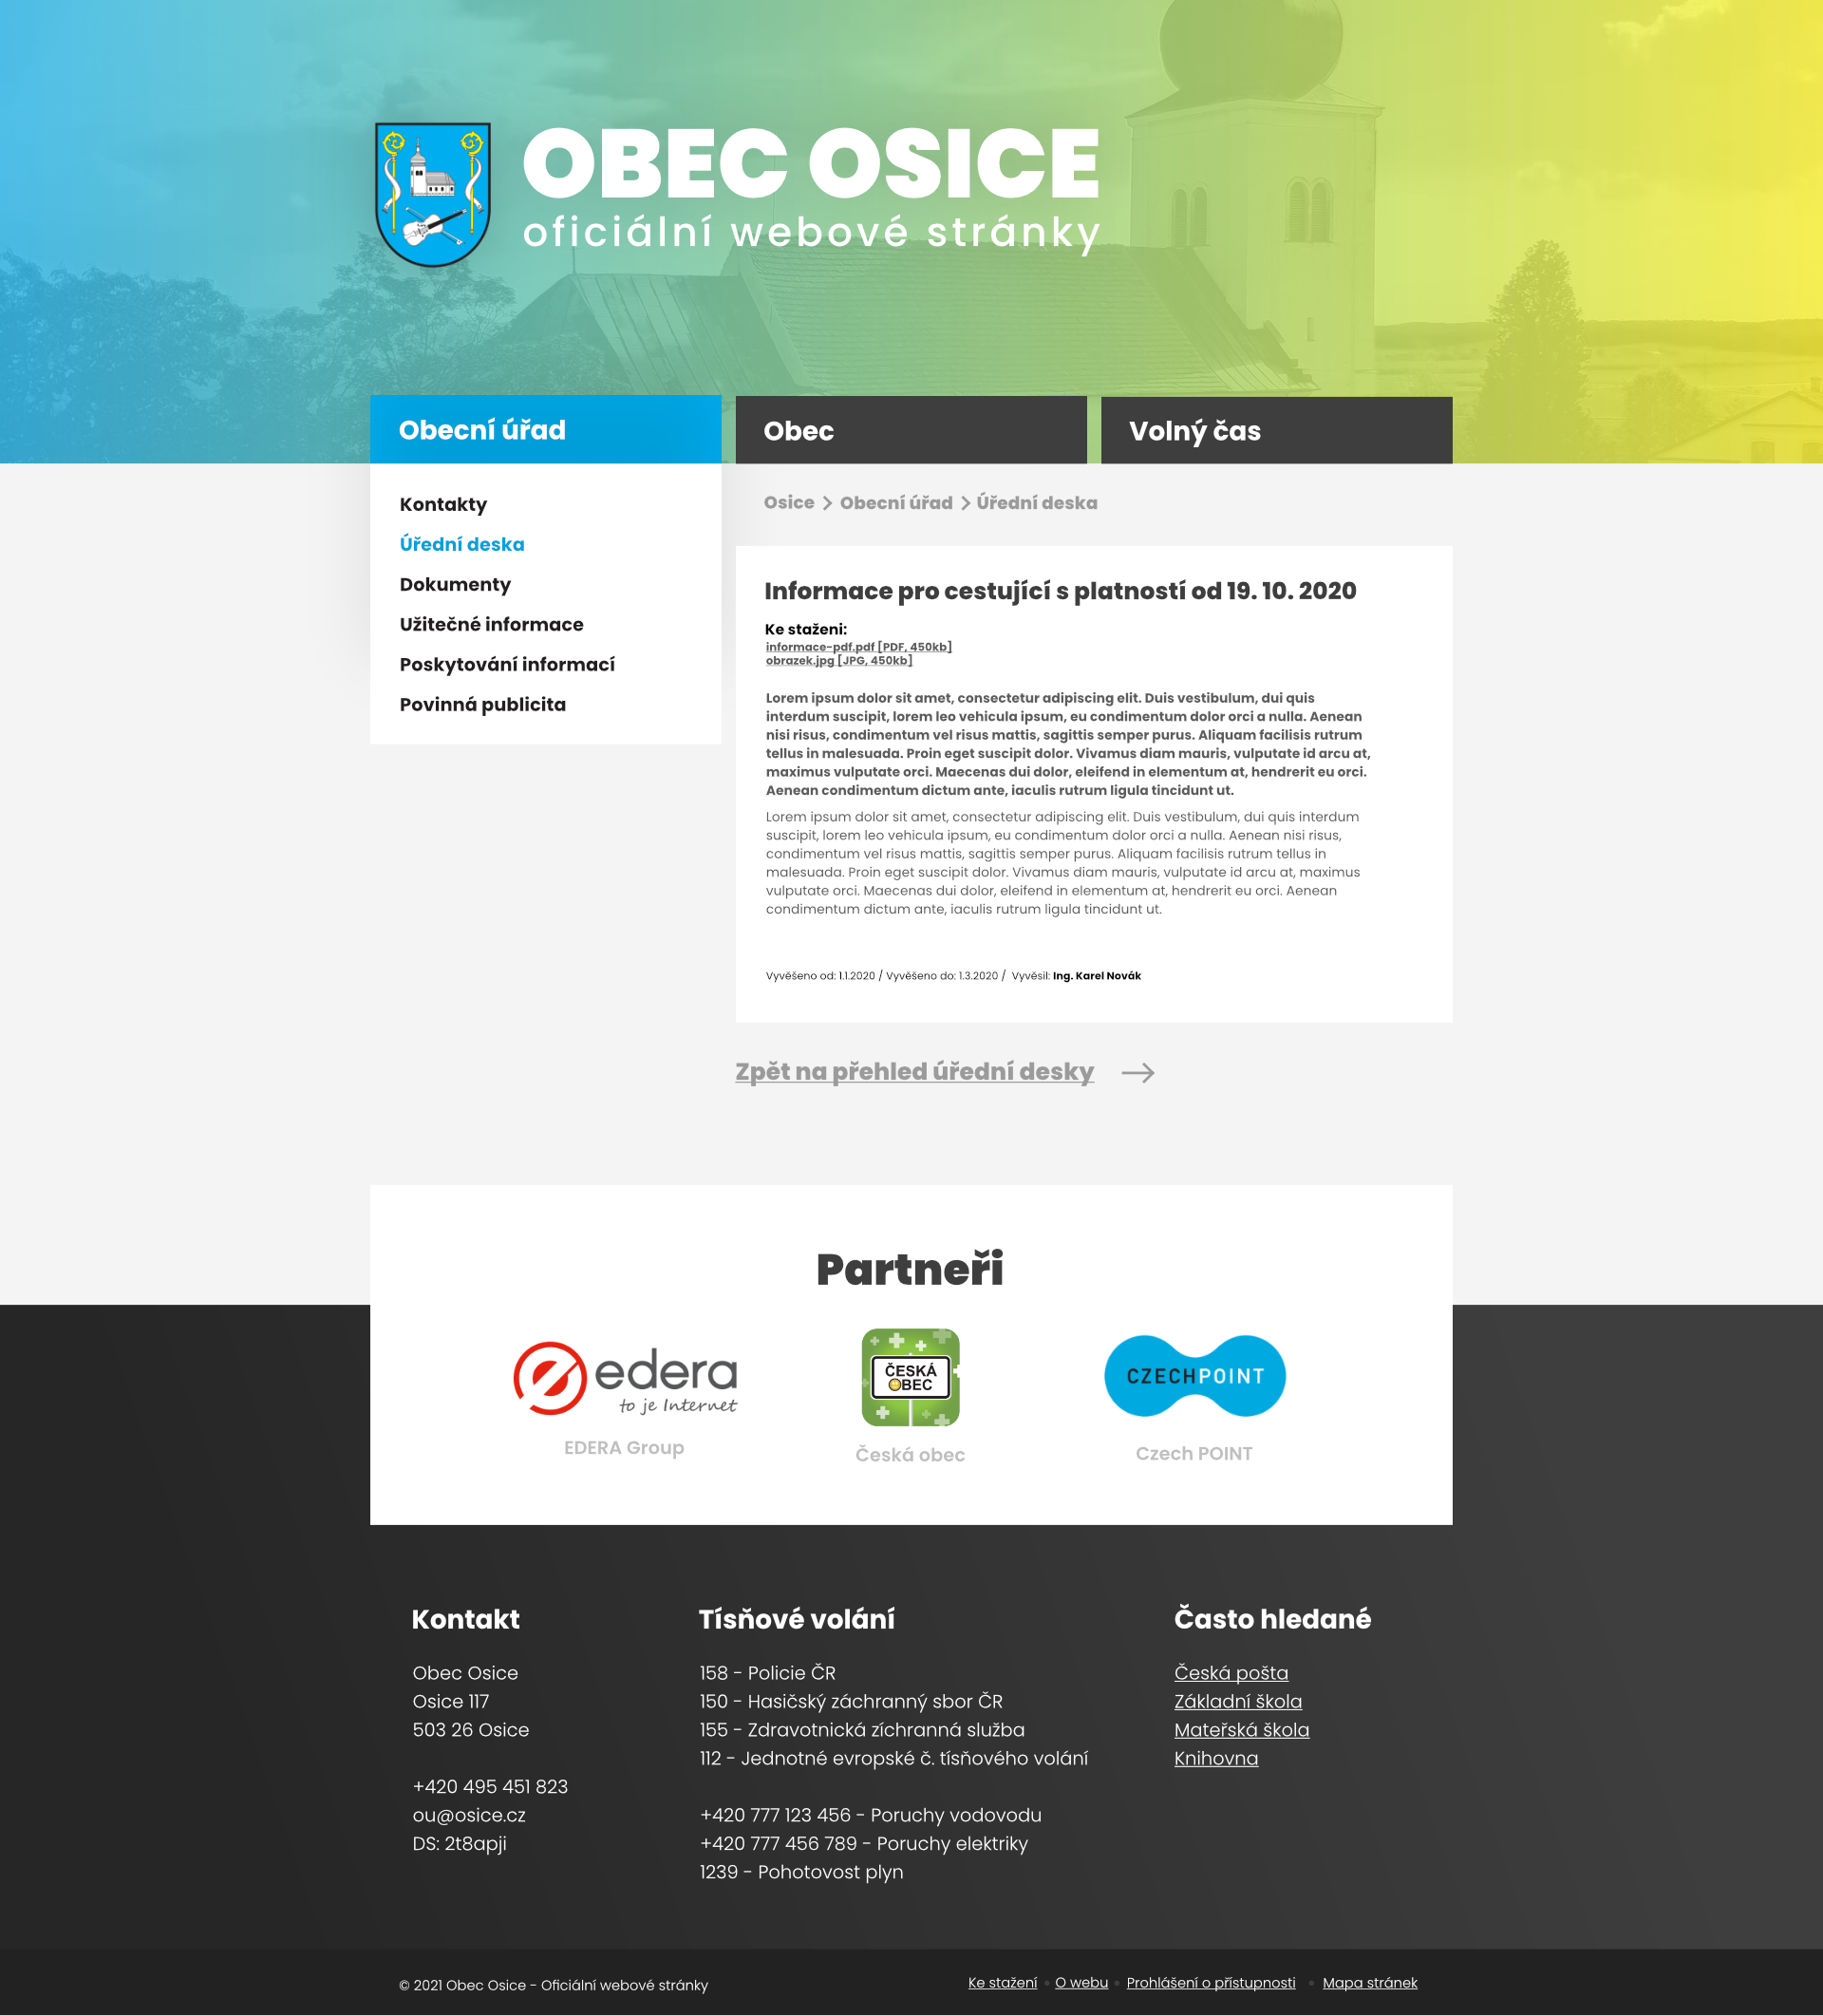 OBEC OSICE
oficiální webové stránky
Obecní úřad
Obec
Volný čas
Kontakty
Úřední deska
Dokumenty
Užitečné informace
Poskytování informací
Povinná publicita
Osice > Obecní úřad > Úřední deska
Informace pro cestující s platností od 19. 10. 2020
Ke staženi:
informace-pdf.pdf [PDF, 450kb]
obrazek.jpg [JPG, 450kb]
Lorem ipsum dolor sit amet, consectetur adipiscing elit. Duis vestibulum, dui quis
interdum suscipit, lorem leo vehicula ipsum, eu condimentum dolor orci a nulla. Aenean
nisi risus, condimentum vel risus mattis, sagittis semper purus. Aliquam facilisis rutrum
tellus in malesuada. Proin eget suscipit dolor. Vivamus diam mauris, vulputate id arcu at,
maximus vulputate orci. Maecenas dui dolor, eleifend in elementum at, hendrerit eu orci.
Aenean condimentum dictum ante, iaculis rutrum ligula tincidunt ut.
Lorem ipsum dolor sit amet, consectetur adipiscing elit. Duis vestibulum, dui quis interdum
suscipit, lorem leo vehicula ipsum, eu condimentum dolor orci a nulla. Aenean nisi risus,
condimentum vel risus mattis, sagittis semper purus. Aliquam facilisis rutrum tellus in
malesuada. Proin eget suscipit dolor. Vivamus diam mauris, vulputate id arcu at, maximus
vulputate orci. Maecenas dui dolor, eleifend in elementum at, hendrerit eu orci. Aenean
condimentum dictum ante, iaculis rutrum ligula tincidunt ut.
Vyvěšeno od: 1.1.2020 / Vyvěšeno do: 1.3.2020 / Vyvésil: Ing. Karel Novák
Zpět na přehled úřední desky
Partneři
edera
to je Internet
EDERA Group
ČESKÁ
OBEC
Česká obec
CZECHPOINT
Czech POINT
Kontakt
Obec Osice
Osice 117
503 26 Osice
+420 495 451 823
ou@osice.cz
DS: 2t8apji
Tísňové volání
158 - Policie ČR
150 - Hasičský záchranný sbor ČR
155 - Zdravotnická zíchranná služba
112 - Jednotné evropské č. tísňového volání
+420 777 123 456 - Poruchy vodovodu
+420 777 456 789 - Poruchy elektriky
1239 - Pohotovost plyn
Často hledané
Česká pošta
Základní škola
Mateřská škola
Knihovna
© 2021 Obec Osice - Oficiální webové stránky
Ke stažení • O webu • Prohlášení o přístupnosti • Mapa stránek